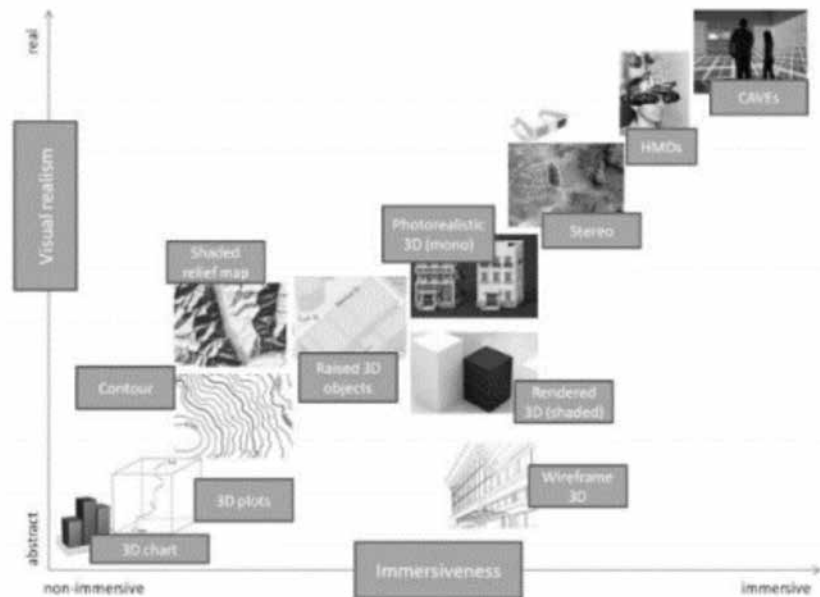 real
CAVEs
HMDs
Visual realism
Photorealistic
3D (mono)
Stereo
Shaded
relief map
Contour
Raised 3D
objects
Rendered
3D (shaded)
3D plots
Wireframe
3D
abstract
3D chart
Immersiveness
non-immersive
immersive